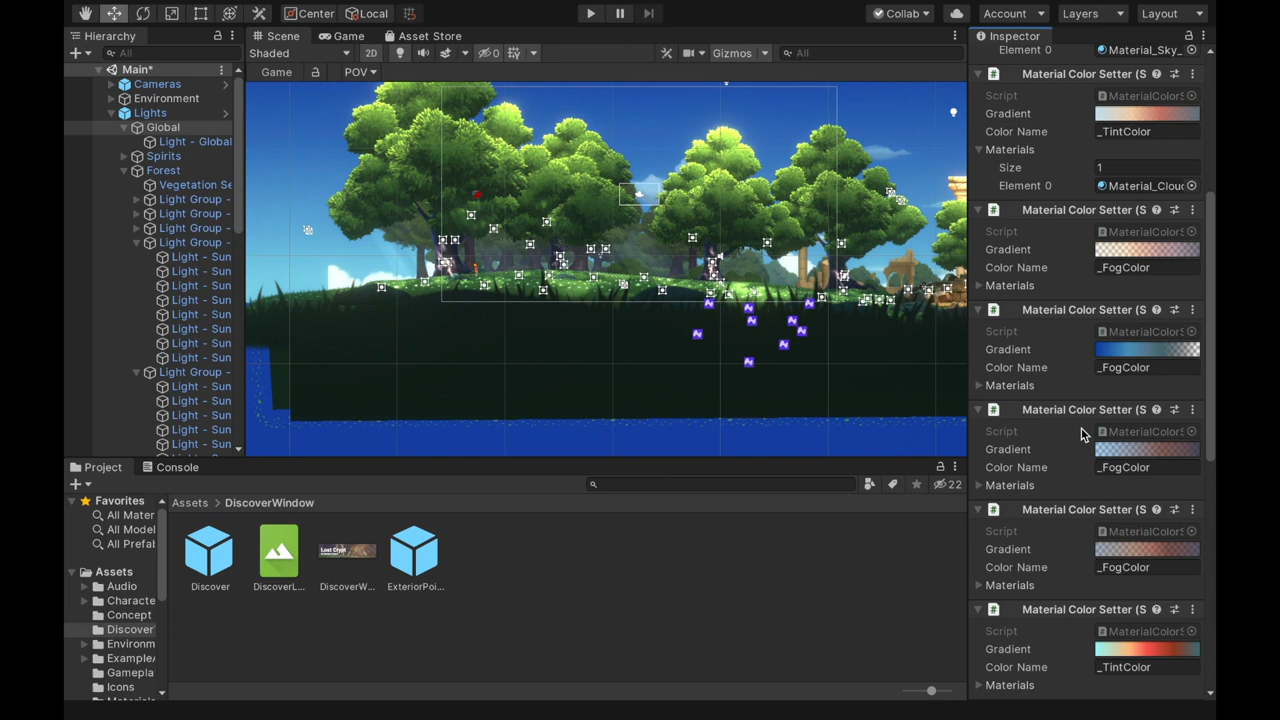 Center
Local
Collab
Account
Layers
Layout
Hierarchy
All
Main*
Cameras
Environment
Lights
Global
Light - Global
Spirits
Forest
Vegetation Se
Light Group -
Light Group -
Light Group -
Light Group -
Light - Sun
Light - Sun
Light - Sun
Light - Sun
Light - Sun
Light - Sun
Light - Sun
Light - Sun
Light Group -
Light - Sun
Light - Sun
Light - Sun
Light - Sun
Light - Sun
Scene
Game
Asset Store
Shaded
2D
0
Gizmos
All
Game
POV
Project
Console
22
Favorites
All Mater
All Model
All Prefab
Assets
Audio
Characte
Concept
Discover
Environm
Example
Gamepla
Icons
Assets > DiscoverWindow
Discover
DiscoverL...
Lost Crypt
DiscoverW...
ExteriorPoi...
Inspector
Element 0 Material_Sky_
Material Color Setter (S
Script MaterialColorS
Gradient
Color Name _TintColor
Materials
Size 1
Element 0 Material_Clouc
Material Color Setter (S
Script MaterialColorS
Gradient
Color Name _FogColor
Materials
Material Color Setter (S
Script MaterialColorS
Gradient
Color Name _FogColor
Materials
Material Color Setter (S
Script MaterialColorS
Gradient
Color Name _FogColor
Materials
Material Color Setter (S
Script MaterialColorS
Gradient
Color Name _FogColor
Materials
Material Color Setter (S
Script MaterialColorS
Gradient
Color Name _TintColor
Materials